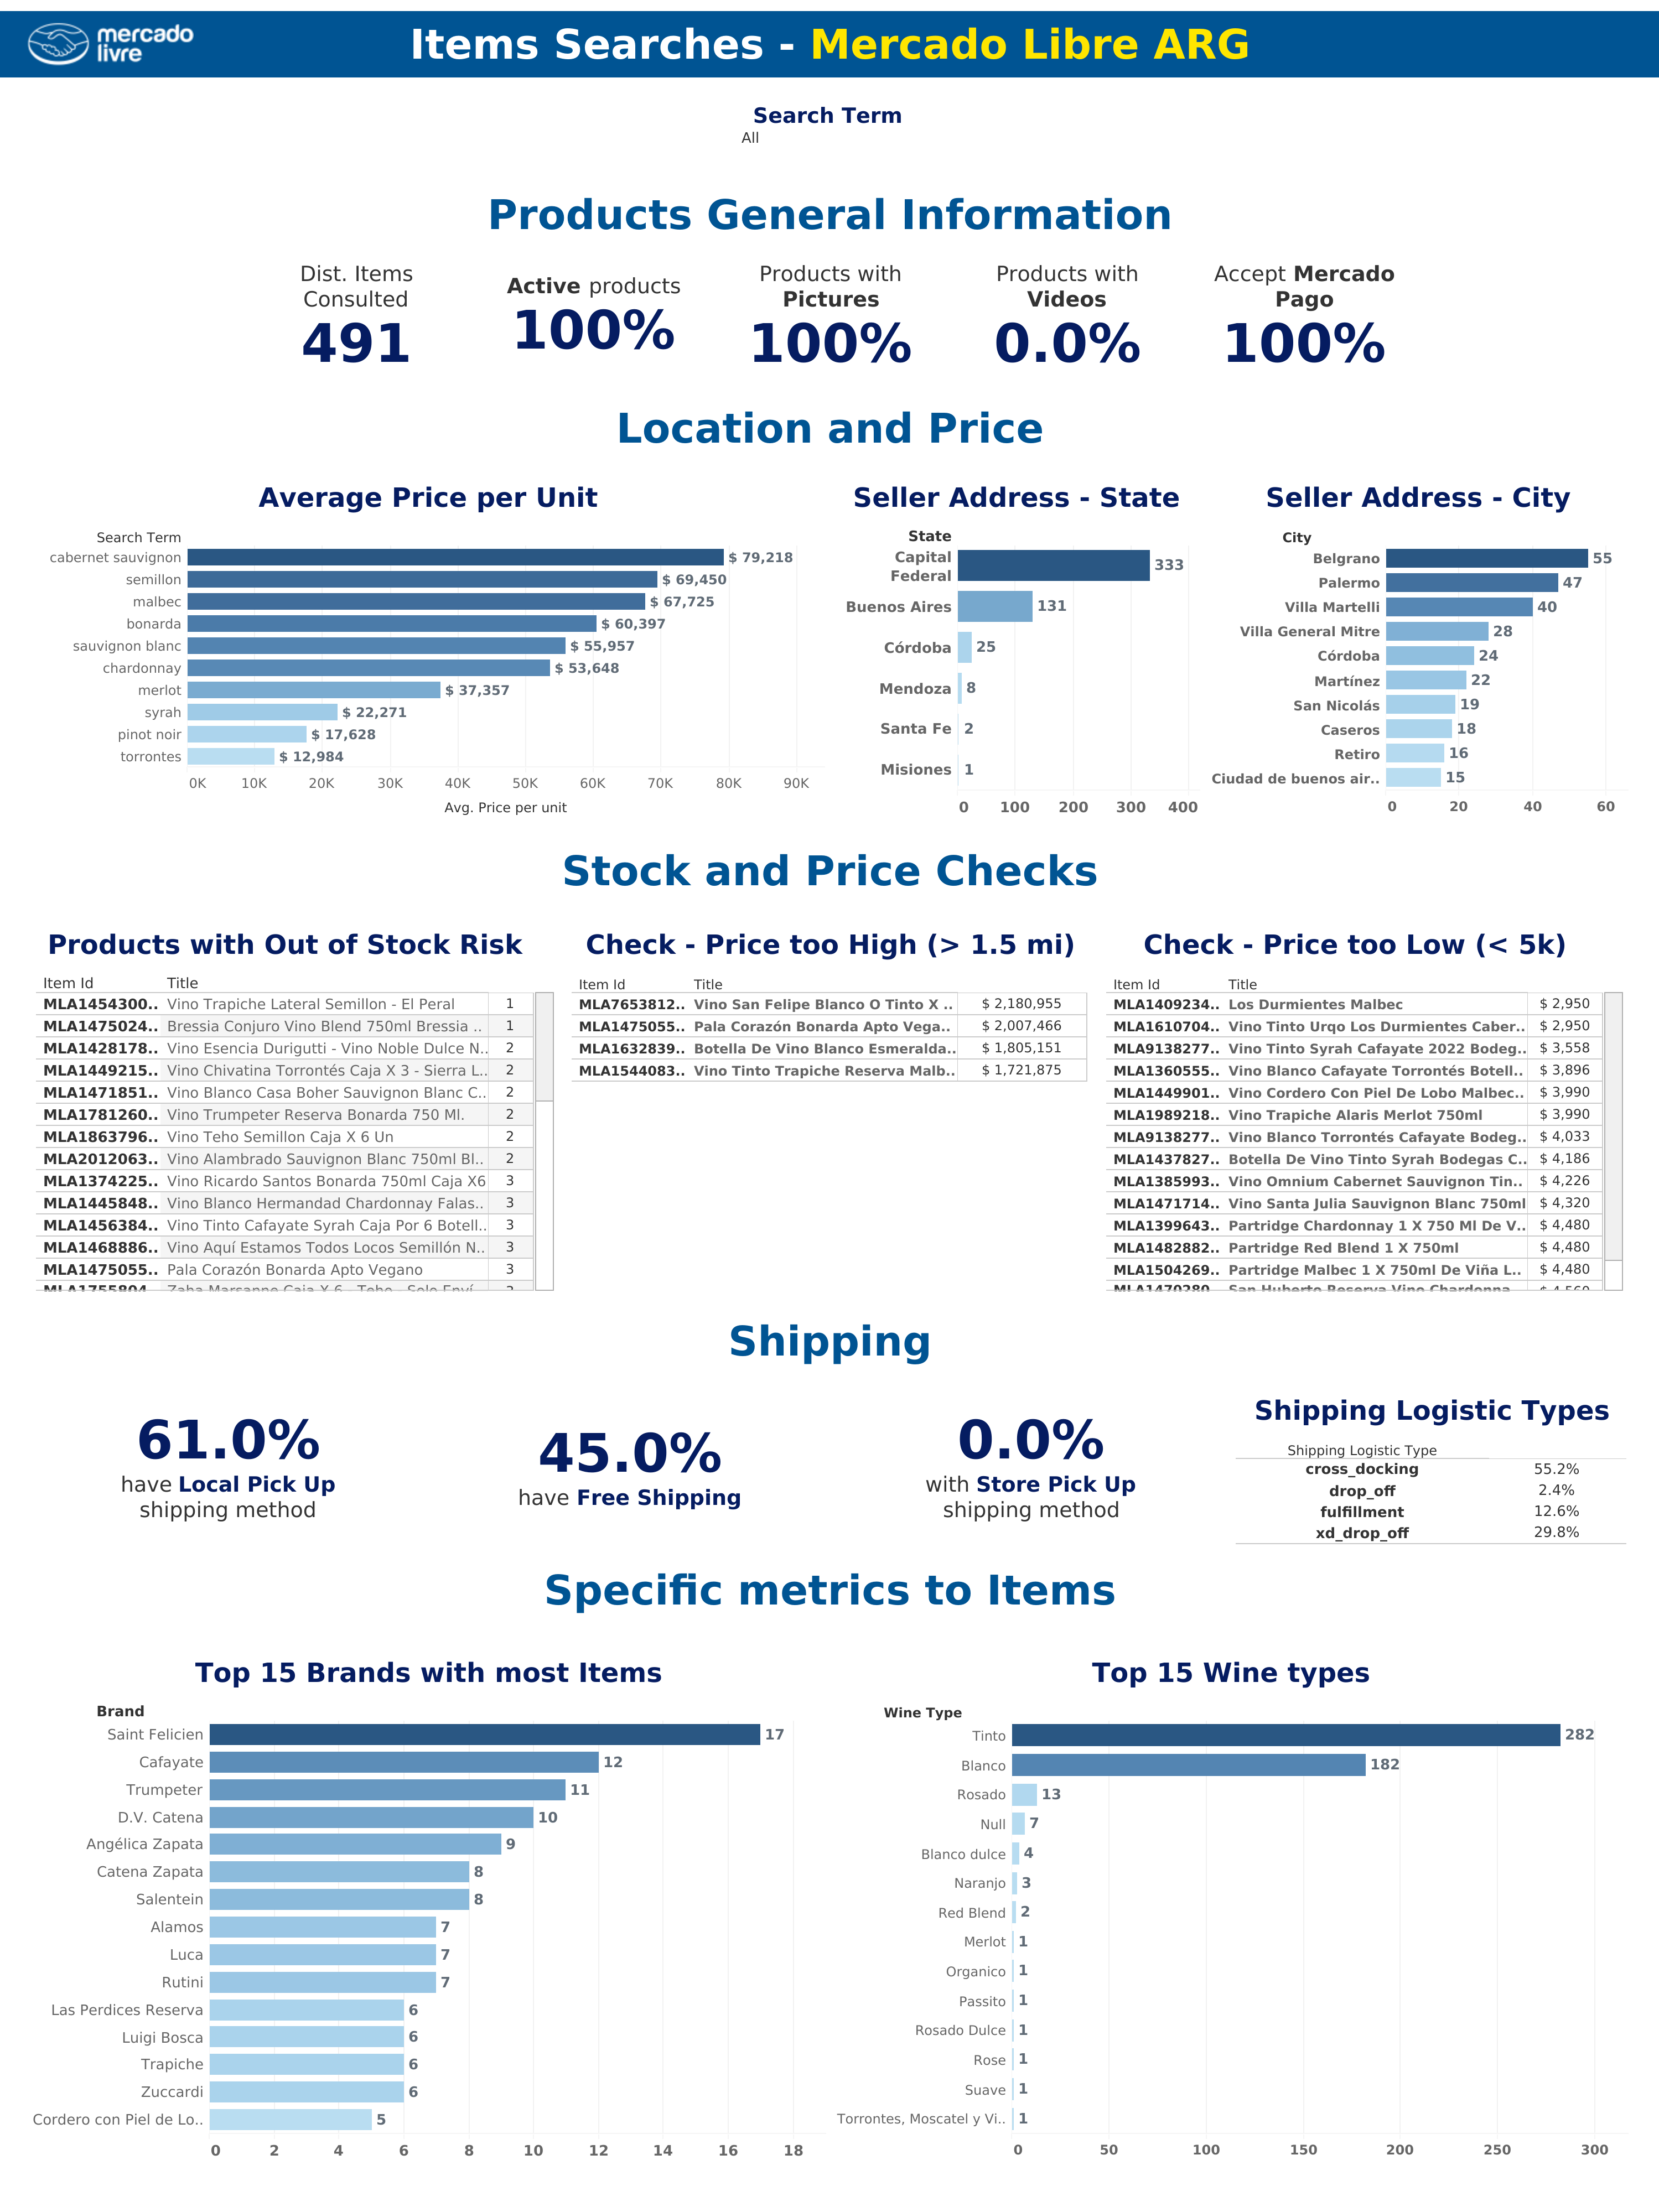 mercado
livre
Items Searches - Mercado Libre ARG
Search Term
All
Products General Information
Dist. Items
Consulted
491
Active products
100%
Products with
Pictures
100%
Products with
Videos
0.0%
Accept Mercado
Pago
100%
Location and Price
Average Price per Unit
Search Term
cabernet sauvignon $ 79,218
semillon $ 69,450
malbec $ 67,725
bonarda $ 60,397
sauvignon blanc $ 55,957
chardonnay $ 53,648
merlot $ 37,357
syrah $ 22,271
pinot noir $ 17,628
torrontes $ 12,984
0K 10K 20K 30K 40K 50K 60K 70K 80K 90K
Avg. Price per unit
Seller Address - State
State
Capital
Federal 333
Buenos Aires 131
Córdoba 25
Mendoza 8
Santa Fe 2
Misiones 1
0 100 200 300 400
Seller Address - City
City
Belgrano 55
Palermo 47
Villa Martelli 40
Villa General Mitre 28
Córdoba 24
Martínez 22
San Nicolás 19
Caseros 18
Retiro 16
Ciudad de buenos air.. 15
0 20 40 60
Stock and Price Checks
Products with Out of Stock Risk
Item Id Title
MLA1454300.. Vino Trapiche Lateral Semillon - El Peral 1
MLA1475024.. Bressia Conjuro Vino Blend 750ml Bressia .. 1
MLA1428178.. Vino Esencia Durigutti - Vino Noble Dulce N.. 2
MLA1449215.. Vino Chivatina Torrontés Caja X 3 - Sierra L.. 2
MLA1471851.. Vino Blanco Casa Boher Sauvignon Blanc C.. 2
MLA1781260.. Vino Trumpeter Reserva Bonarda 750 Ml. 2
MLA1863796.. Vino Teho Semillon Caja X 6 Un 2
MLA2012063.. Vino Alambrado Sauvignon Blanc 750ml Bl.. 2
MLA1374225.. Vino Ricardo Santos Bonarda 750ml Caja X6 3
MLA1445848.. Vino Blanco Hermandad Chardonnay Falas.. 3
MLA1456384.. Vino Tinto Cafayate Syrah Caja Por 6 Botell.. 3
MLA1468886.. Vino Aquí Estamos Todos Locos Semillón N.. 3
MLA1475055.. Pala Corazón Bonarda Apto Vegano 3
MLA1755804.. Zaha Marsanne Caja X 6 - Teho - Solo Enví.. 3
Check - Price too High (> 1.5 mi)
Item Id Title
MLA7653812.. Vino San Felipe Blanco O Tinto X .. $ 2,180,955
MLA1475055.. Pala Corazón Bonarda Apto Vega.. $ 2,007,466
MLA1632839.. Botella De Vino Blanco Esmeralda.. $ 1,805,151
MLA1544083.. Vino Tinto Trapiche Reserva Malb.. $ 1,721,875
Check - Price too Low (< 5k)
Item Id Title
MLA1409234.. Los Durmientes Malbec $ 2,950
MLA1610704.. Vino Tinto Urqo Los Durmientes Caber.. $ 2,950
MLA9138277.. Vino Tinto Syrah Cafayate 2022 Bodeg.. $ 3,558
MLA1360555.. Vino Blanco Cafayate Torrontés Botell.. $ 3,896
MLA1449901.. Vino Cordero Con Piel De Lobo Malbec.. $ 3,990
MLA1989218.. Vino Trapiche Alaris Merlot 750ml $ 3,990
MLA9138277.. Vino Blanco Torrontés Cafayate Bodeg.. $ 4,033
MLA1437827.. Botella De Vino Tinto Syrah Bodegas C.. $ 4,186
MLA1385993.. Vino Omnium Cabernet Sauvignon Tin.. $ 4,226
MLA1471714.. Vino Santa Julia Sauvignon Blanc 750ml $ 4,320
MLA1399643.. Partridge Chardonnay 1 X 750 Ml De V.. $ 4,480
MLA1482882.. Partridge Red Blend 1 X 750ml $ 4,480
MLA1504269.. Partridge Malbec 1 X 750ml De Viña L.. $ 4,480
MLA1470280.. San Huberto Reserva Vino Chardonna.. $ 4,560
Shipping
61.0%
have Local Pick Up
shipping method
45.0%
have Free Shipping
0.0%
with Store Pick Up
shipping method
Shipping Logistic Types
Shipping Logistic Type
cross_docking 55.2%
drop_off 2.4%
fulfillment 12.6%
xd_drop_off 29.8%
Specific metrics to Items
Top 15 Brands with most Items
Brand
Saint Felicien 17
Cafayate 12
Trumpeter 11
D.V. Catena 10
Angélica Zapata 9
Catena Zapata 8
Salentein 8
Alamos 7
Luca 7
Rutini 7
Las Perdices Reserva 6
Luigi Bosca 6
Trapiche 6
Zuccardi 6
Cordero con Piel de Lo.. 5
0 2 4 6 8 10 12 14 16 18
Top 15 Wine types
Wine Type
Tinto 282
Blanco 182
Rosado 13
Null 7
Blanco dulce 4
Naranjo 3
Red Blend 2
Merlot 1
Organico 1
Passito 1
Rosado Dulce 1
Rose 1
Suave 1
Torrontes, Moscatel y Vi.. 1
0 50 100 150 200 250 300